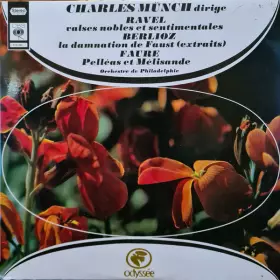 CHARLES MUNCH dirige
RAVEL
valses nobles et sentimentales
BERLIOZ
la damnation de Faust (extraits)
FAURE
Pelléas et Mélisande
Orchestre de Philadelphie
odyssée